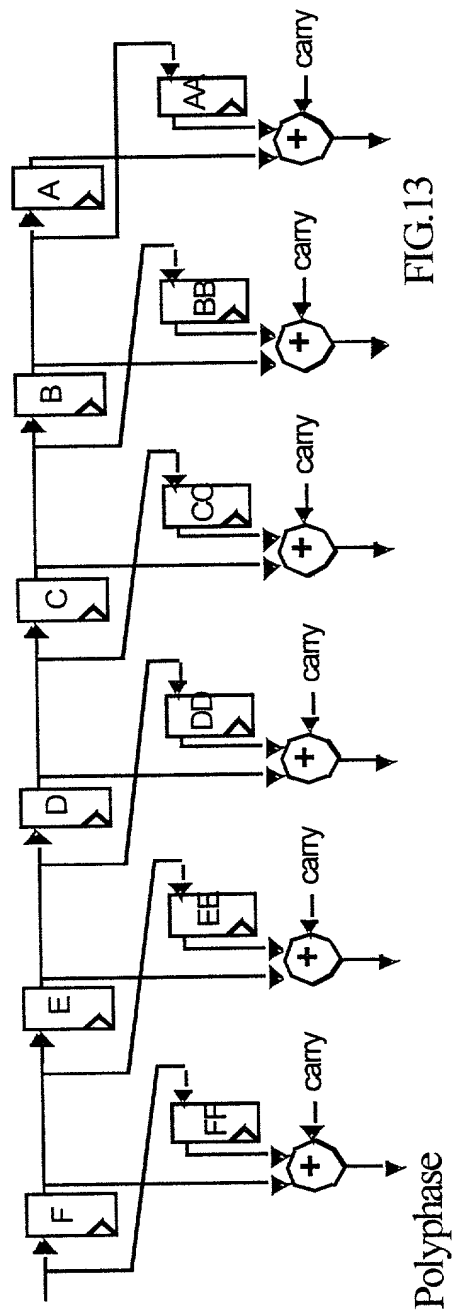 F
E
D
C
B
A
FF
EE
DD
CC
BB
AA
+
+
+
+
+
+
carry
carry
carry
carry
carry
carry
Polyphase
FIG.13